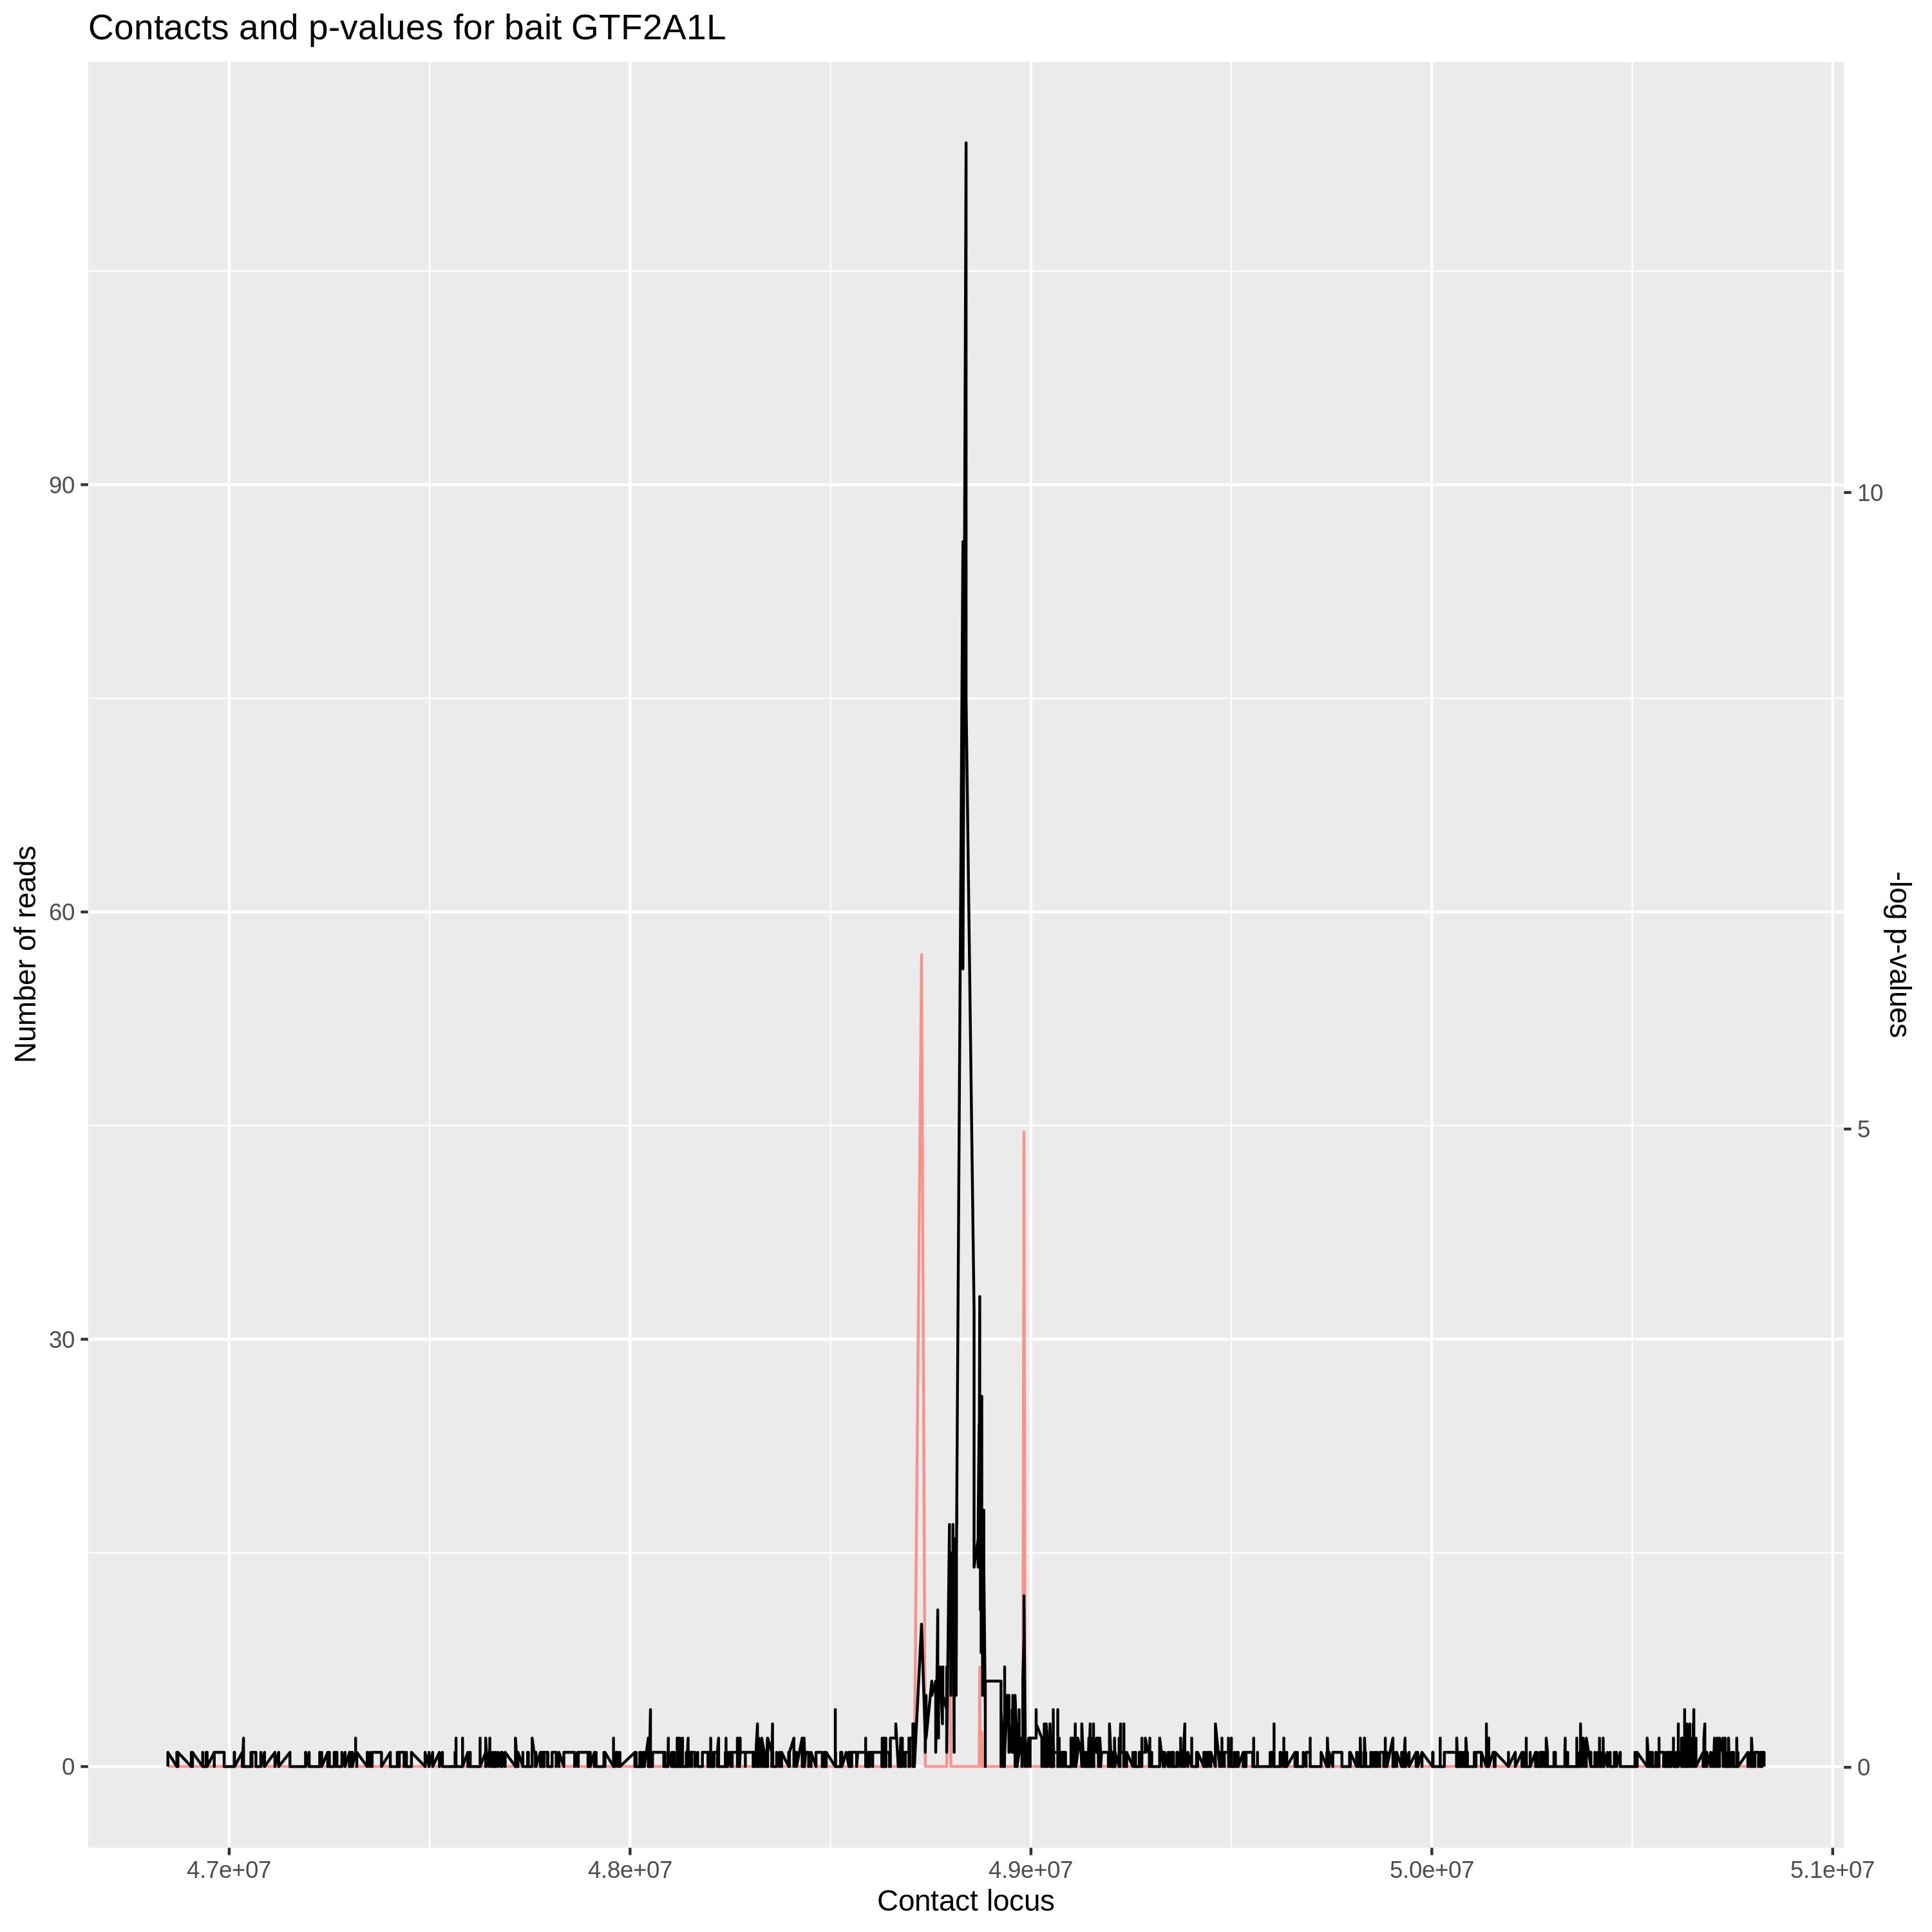 Contacts and p-values for bait GTF2A1L
Number of reads
90
60
30
0
10
5
0
-log p-values
4.7e+07 4.8e+07 4.9e+07 5.0e+07 5.1e+07
Contact locus